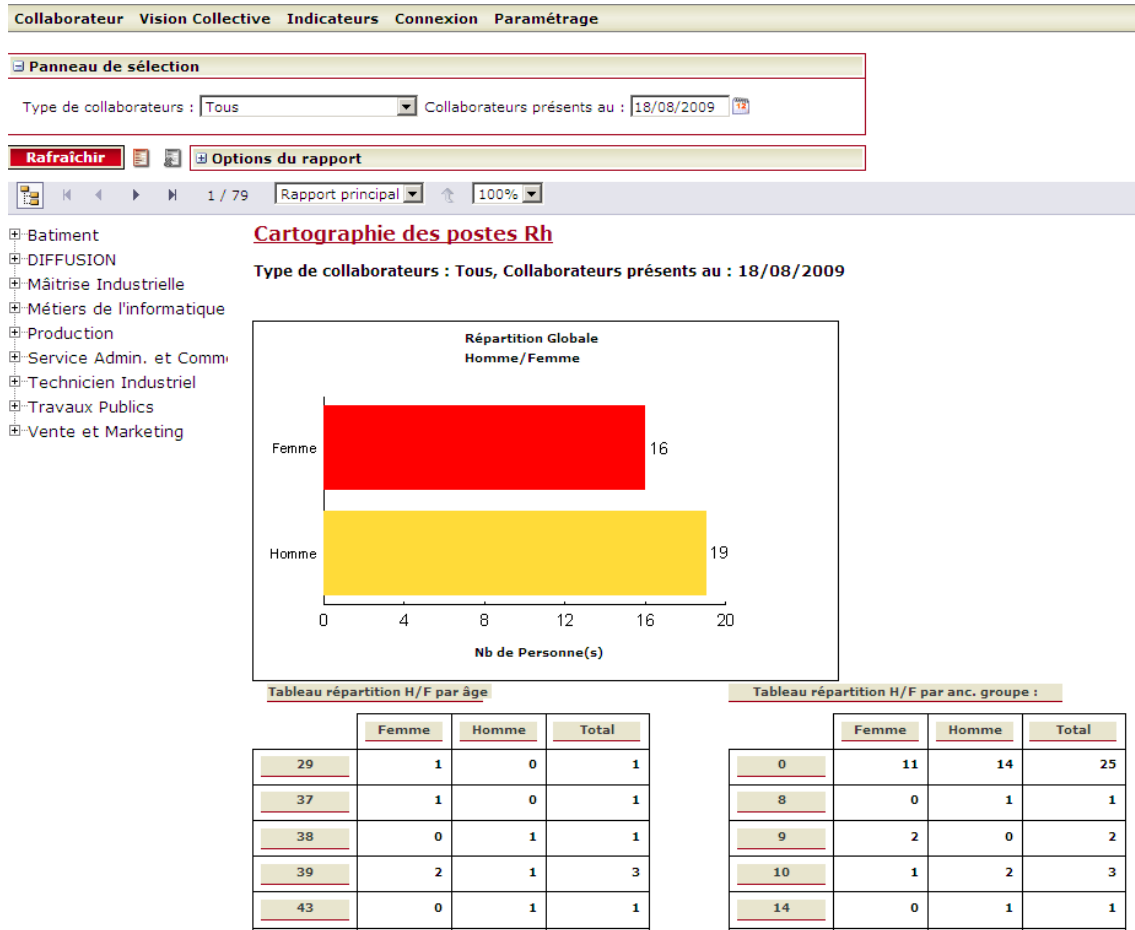 Collaborateur Vision Collective Indicateurs Connexion Paramétrage
Panneau de sélection
Type de collaborateurs : Tous Collaborateurs présents au : 18/08/2009
Rafraîchir Options du rapport
1 / 79 Rapport principal 100%
Batiment
DIFFUSION
Mâitrise Industrielle
Métiers de l'informatique
Production
Service Admin. et Comm
Technicien Industriel
Travaux Publics
Vente et Marketing
Cartographie des postes Rh
Type de collaborateurs : Tous, Collaborateurs présents au : 18/08/2009
Répartition Globale
Homme/Femme
Femme 16
Homme 19
0 4 8 12 16 20
Nb de Personne(s)
Tableau répartition H/F par âge
Femme Homme Total
29 1 0 1
37 1 0 1
38 0 1 1
39 2 1 3
43 0 1 1
Tableau répartition H/F par anc. groupe :
Femme Homme Total
0 11 14 25
8 0 1 1
9 2 0 2
10 1 2 3
14 0 1 1